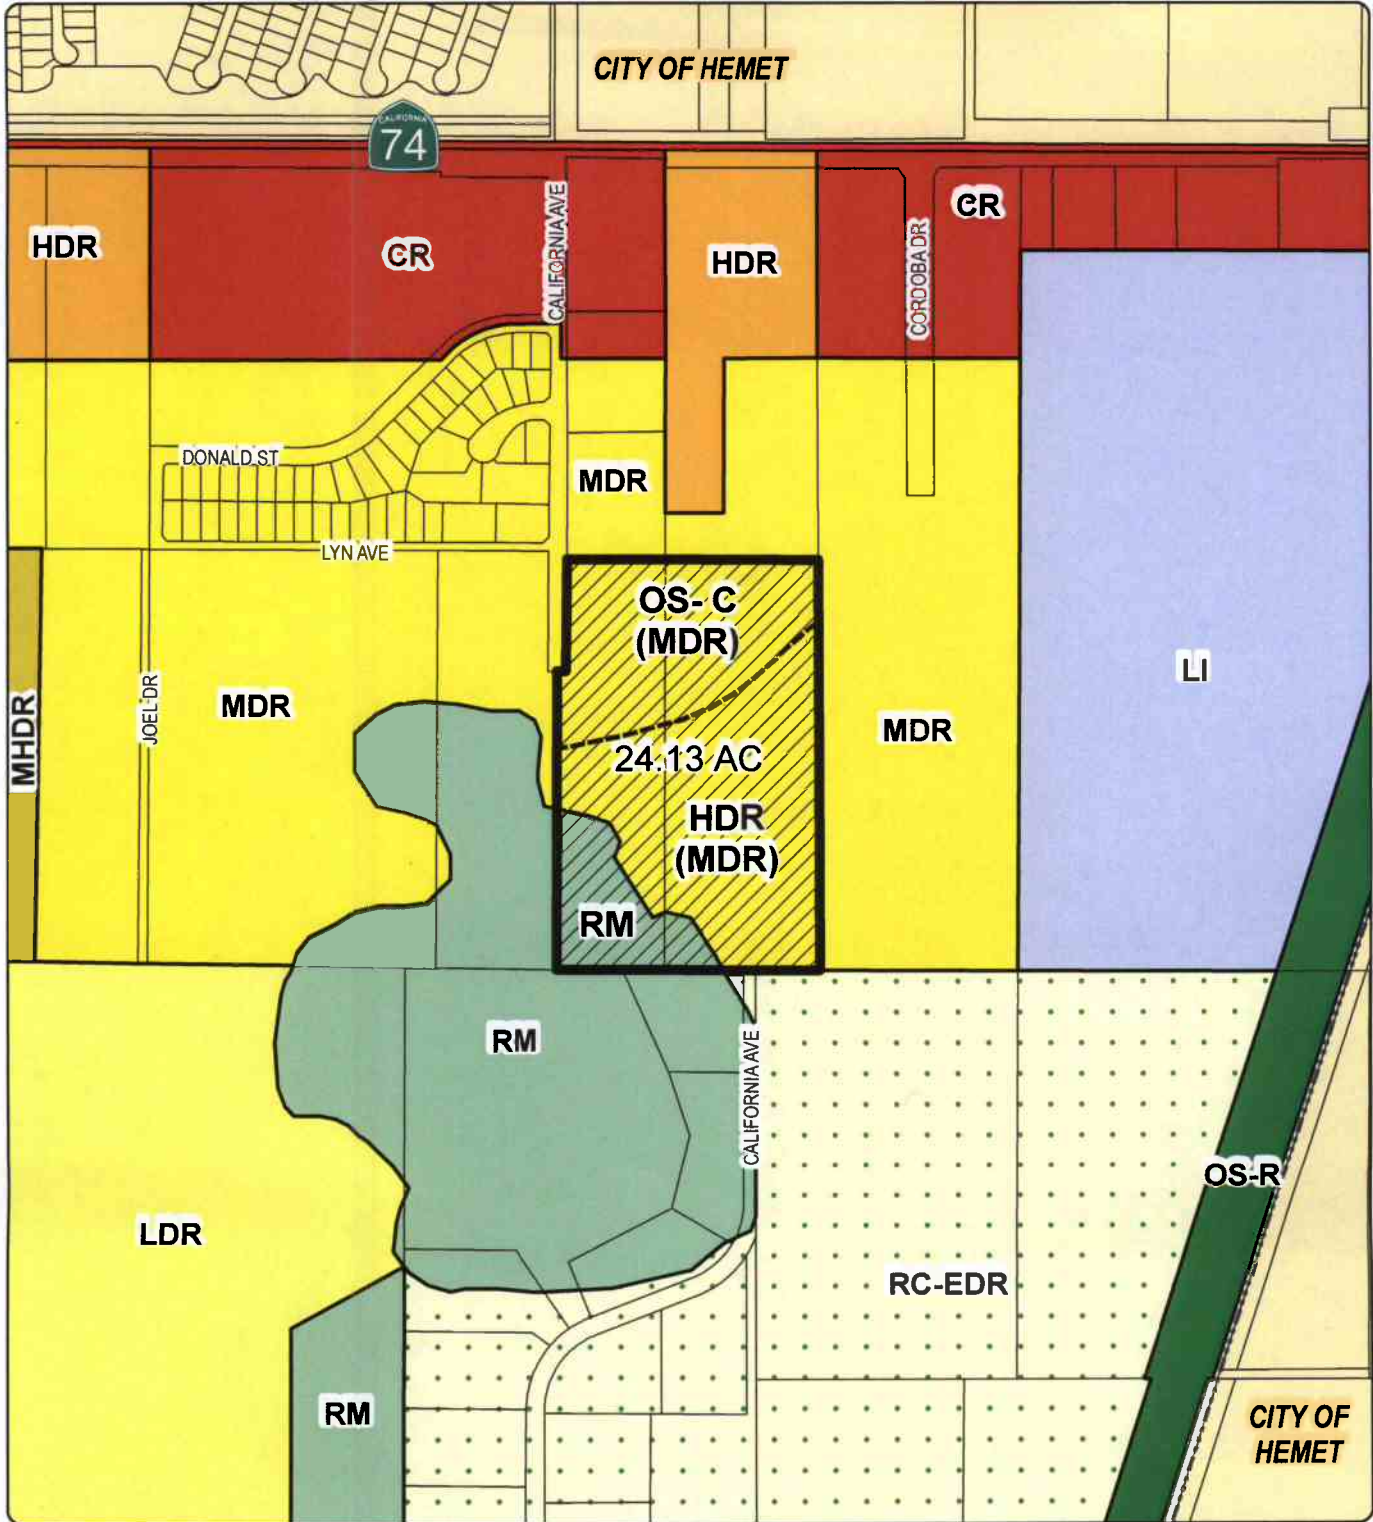 CITY OF HEMET
CALIFORNIA
74
HDR
CR
CALIFORNIA AVE
HDR
CR
CORDOBA DR
DONALD ST
MDR
LYN AVE
OS- C
(MDR)
MHDR
JOEL DR
MDR
24.13 AC
MDR
LI
HDR
(MDR)
RM
RM
CALIFORNIA AVE
OS-R
LDR
RC-EDR
RM
CITY OF
HEMET